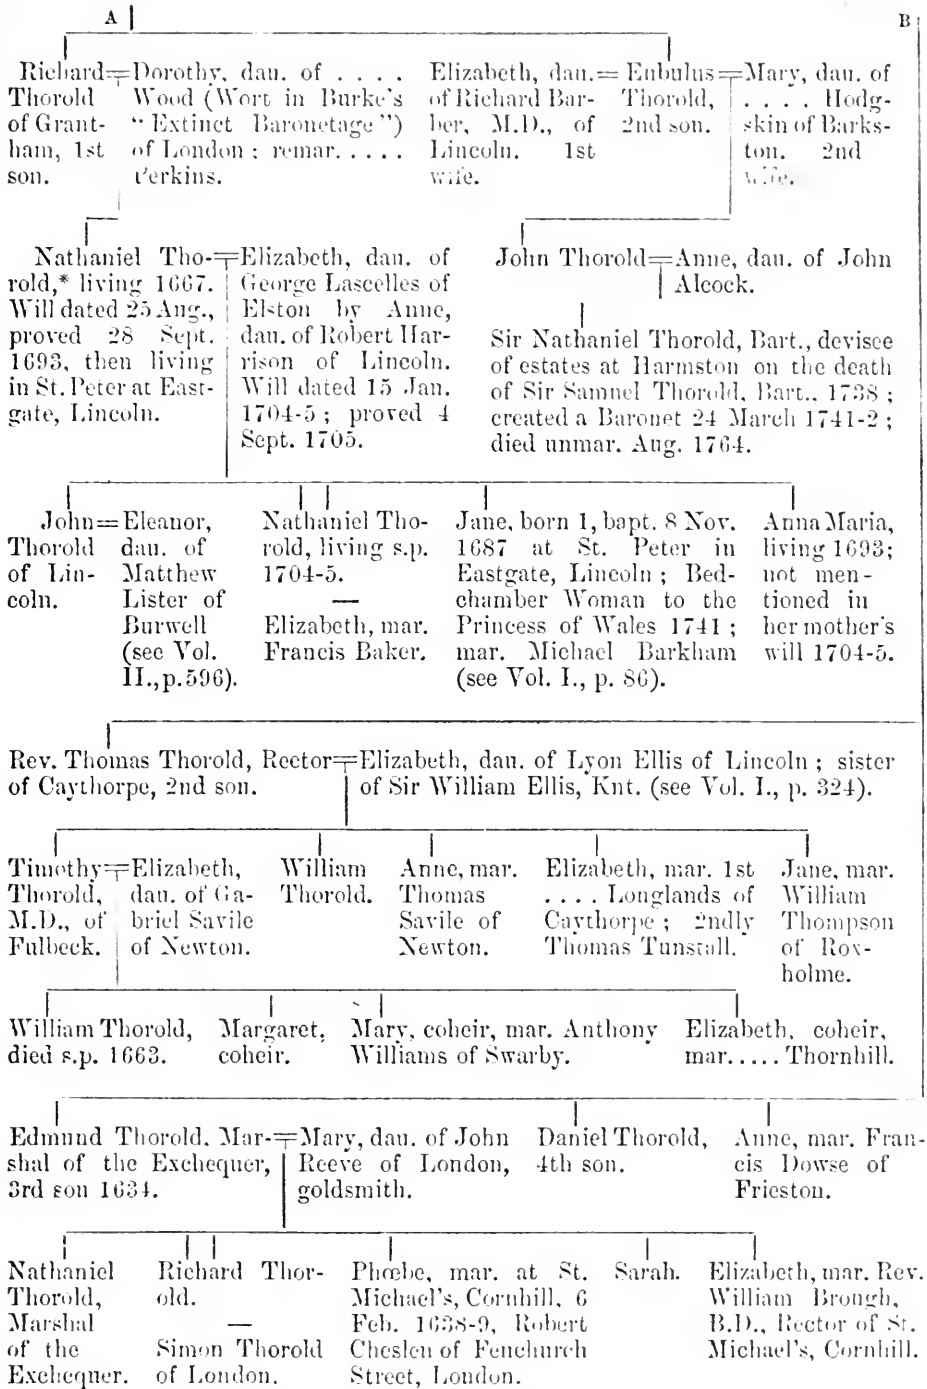 A B
Richard=Dorothy, dau. of . . . .
Thorold Wood (Wort in Burke's
of Grant- "Extinct Baronetage")
ham, 1st of London ; remar. . . . .
son. Perkins.
Elizabeth, dau.=
of Richard Bar-
ber, M.D., of
Lincoln. 1st
wife.
Eubulus=
Thorold,
2nd son.
Mary, dau. of
. . . . Hodg-
skin of Barks-
ton. 2nd
wife.
Nathaniel Tho-=
rold,* living 1667.
Will dated 25 Aug.,
proved 28 Sept.
1693, then living
in St. Peter at East-
gate, Lincoln.
Elizabeth, dau. of
George Lascelles of
Elston by Anne,
dau. of Robert Har-
rison of Lincoln.
Will dated 15 Jan.
1704-5 ; proved 4
Sept. 1705.
John Thorold=Anne, dau. of John
Alcock.
Sir Nathaniel Thorold, Bart., devisee
of estates at Harmston on the death
of Sir Samuel Thorold, Bart., 1738 ;
created a Baronet 24 March 1741-2 ;
died unmar. Aug. 1764.
John=
Thorold
of Lin-
coln.
Eleanor,
dau. of
Matthew
Lister of
Burwell
(see Vol.
II., p. 596).
Nathaniel Tho-
rold, living s.p.
1704-5.
—
Elizabeth, mar.
Francis Baker.
Jane, born 1, bapt. 8 Nov.
1687 at St. Peter in
Eastgate, Lincoln ; Bed-
chamber Woman to the
Princess of Wales 1741 ;
mar. Michael Barkham
(see Vol. I., p. 86).
Anna Maria,
living 1693;
not men-
tioned in
her mother's
will 1704-5.
Rev. Thomas Thorold, Rector=Elizabeth, dau. of Lyon Ellis of Lincoln ; sister
of Caythorpe, 2nd son. of Sir William Ellis, Knt. (see Vol. I., p. 324).
Timothy=
Thorold,
M.D., of
Fulbeck.
Elizabeth,
dau. of Ga-
briel Savile
of Newton.
William
Thorold.
Anne, mar.
Thomas
Savile of
Newton.
Elizabeth, mar. 1st
. . . . Longlands of
Caythorpe ; 2ndly
Thomas Tunstall.
Jane, mar.
William
Thompson
of Rox-
holme.
William Thorold,
died s.p. 1663.
Margaret,
coheir.
Mary, coheir, mar. Anthony
Williams of Swarby.
Elizabeth, coheir,
mar. . . . . Thornhill.
Edmund Thorold, Mar-=
shal of the Exchequer,
3rd son 1634.
Mary, dau. of John
Reeve of London,
goldsmith.
Daniel Thorold,
4th son.
Anne, mar. Fran-
cis Dowse of
Frieston.
Nathaniel
Thorold,
Marshal
of the
Exchequer.
Richard Thor-
old.
—
Simon Thorold
of London.
Phœbe, mar. at St.
Michael's, Cornhill, 6
Feb. 1638-9, Robert
Cheslen of Fenchurch
Street, London.
Sarah.
Elizabeth, mar. Rev.
William Brough,
B.D., Rector of St.
Michael's, Cornhill.